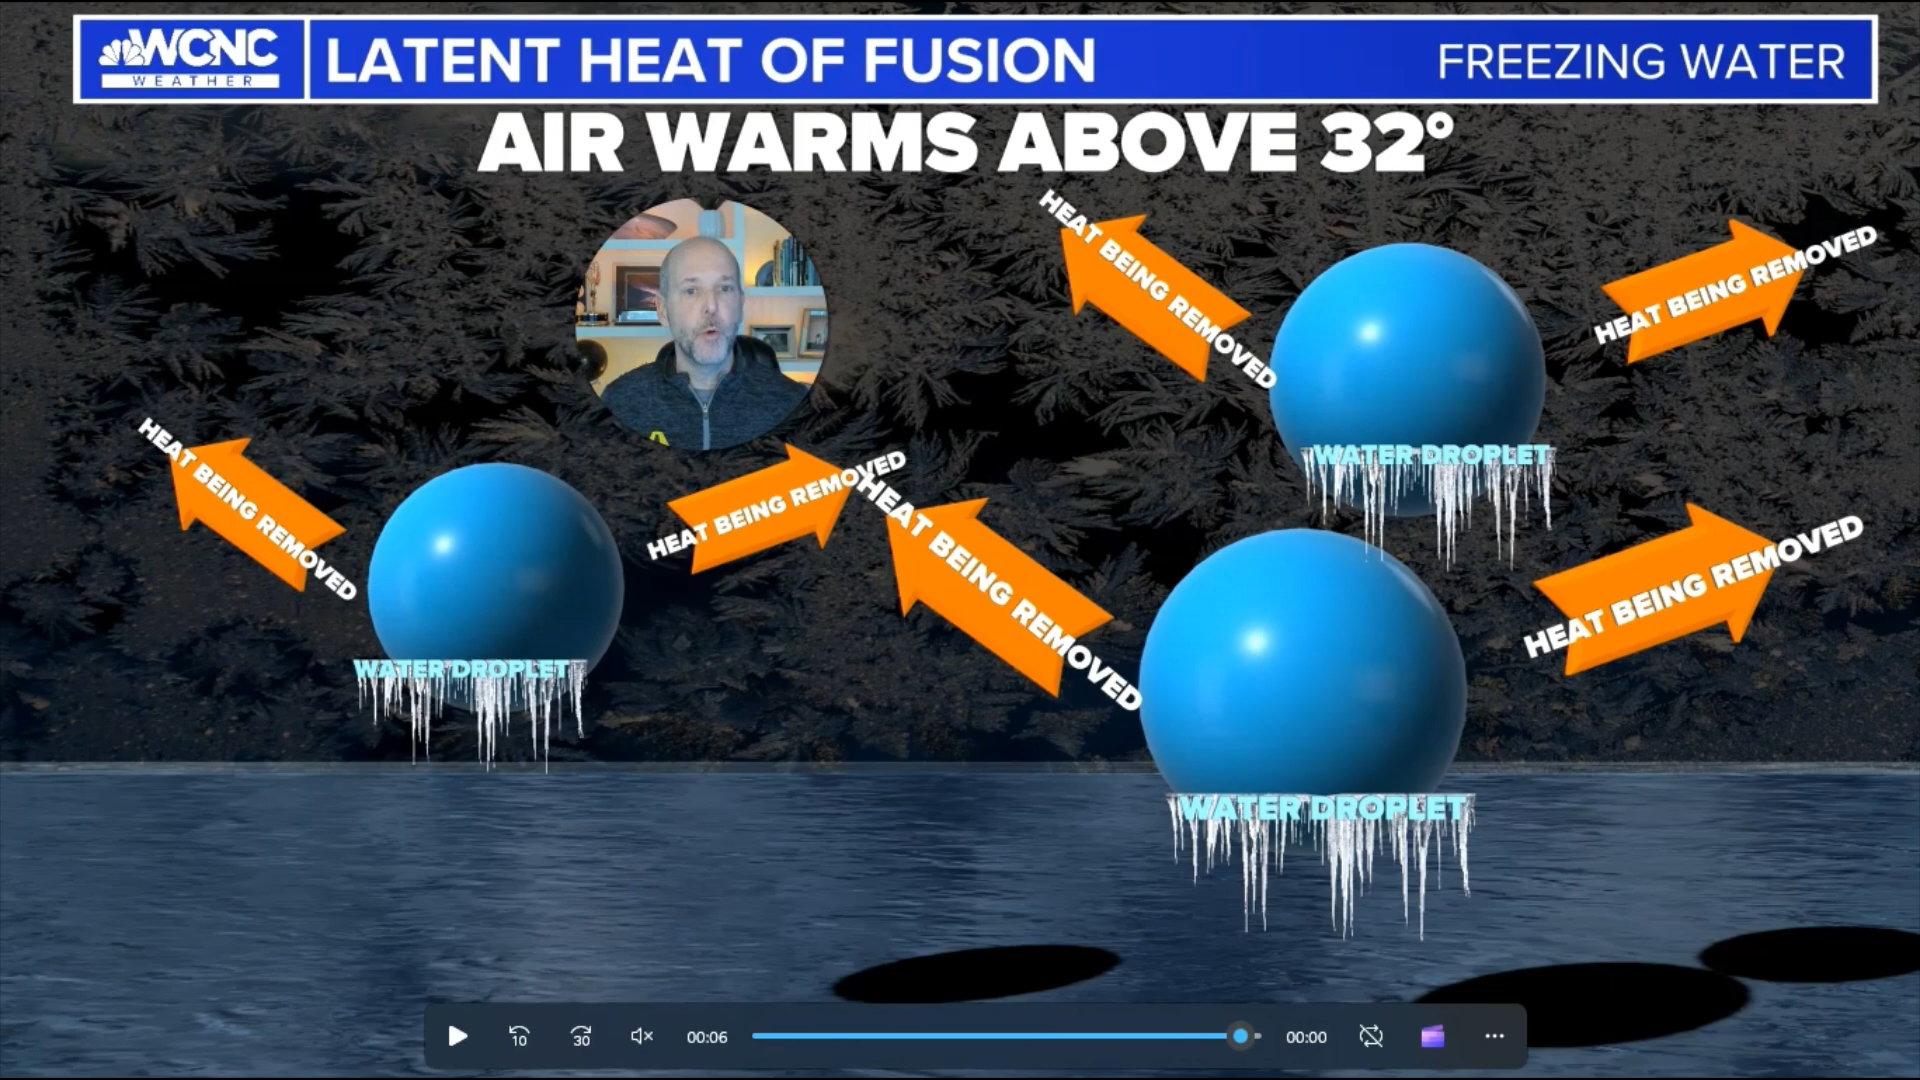 WCNC
WEATHER
LATENT HEAT OF FUSION
FREEZING WATER
AIR WARMS ABOVE 32°
HEAT BEING REMOVED
HEAT BEING REMOVED
HEAT BEING REMOVED
HEAT BEING REMOVED
HEAT BEING REMOVED
HEAT BEING REMOVED
WATER DROPLET
WATER DROPLET
WATER DROPLET
10
30
00:06
00:00